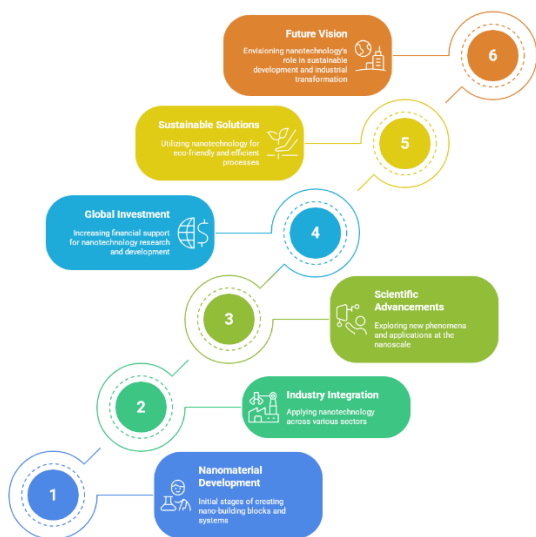 Future Vision
Envisioning nanotechnology's
role in sustainable
development and industrial
transformation
6
Sustainable Solutions
Utilizing nanotechnology for
eco-friendly and efficient
processes
5
Global Investment
Increasing financial support
for nanotechnology research
and development
4
3
Scientific
Advancements
Exploring new phenomena
and applications at the
nanoscale
2
Industry Integration
Applying nanotechnology
across various sectors
1
Nanomaterial
Development
Initial stages of creating
nano-building blocks and
systems